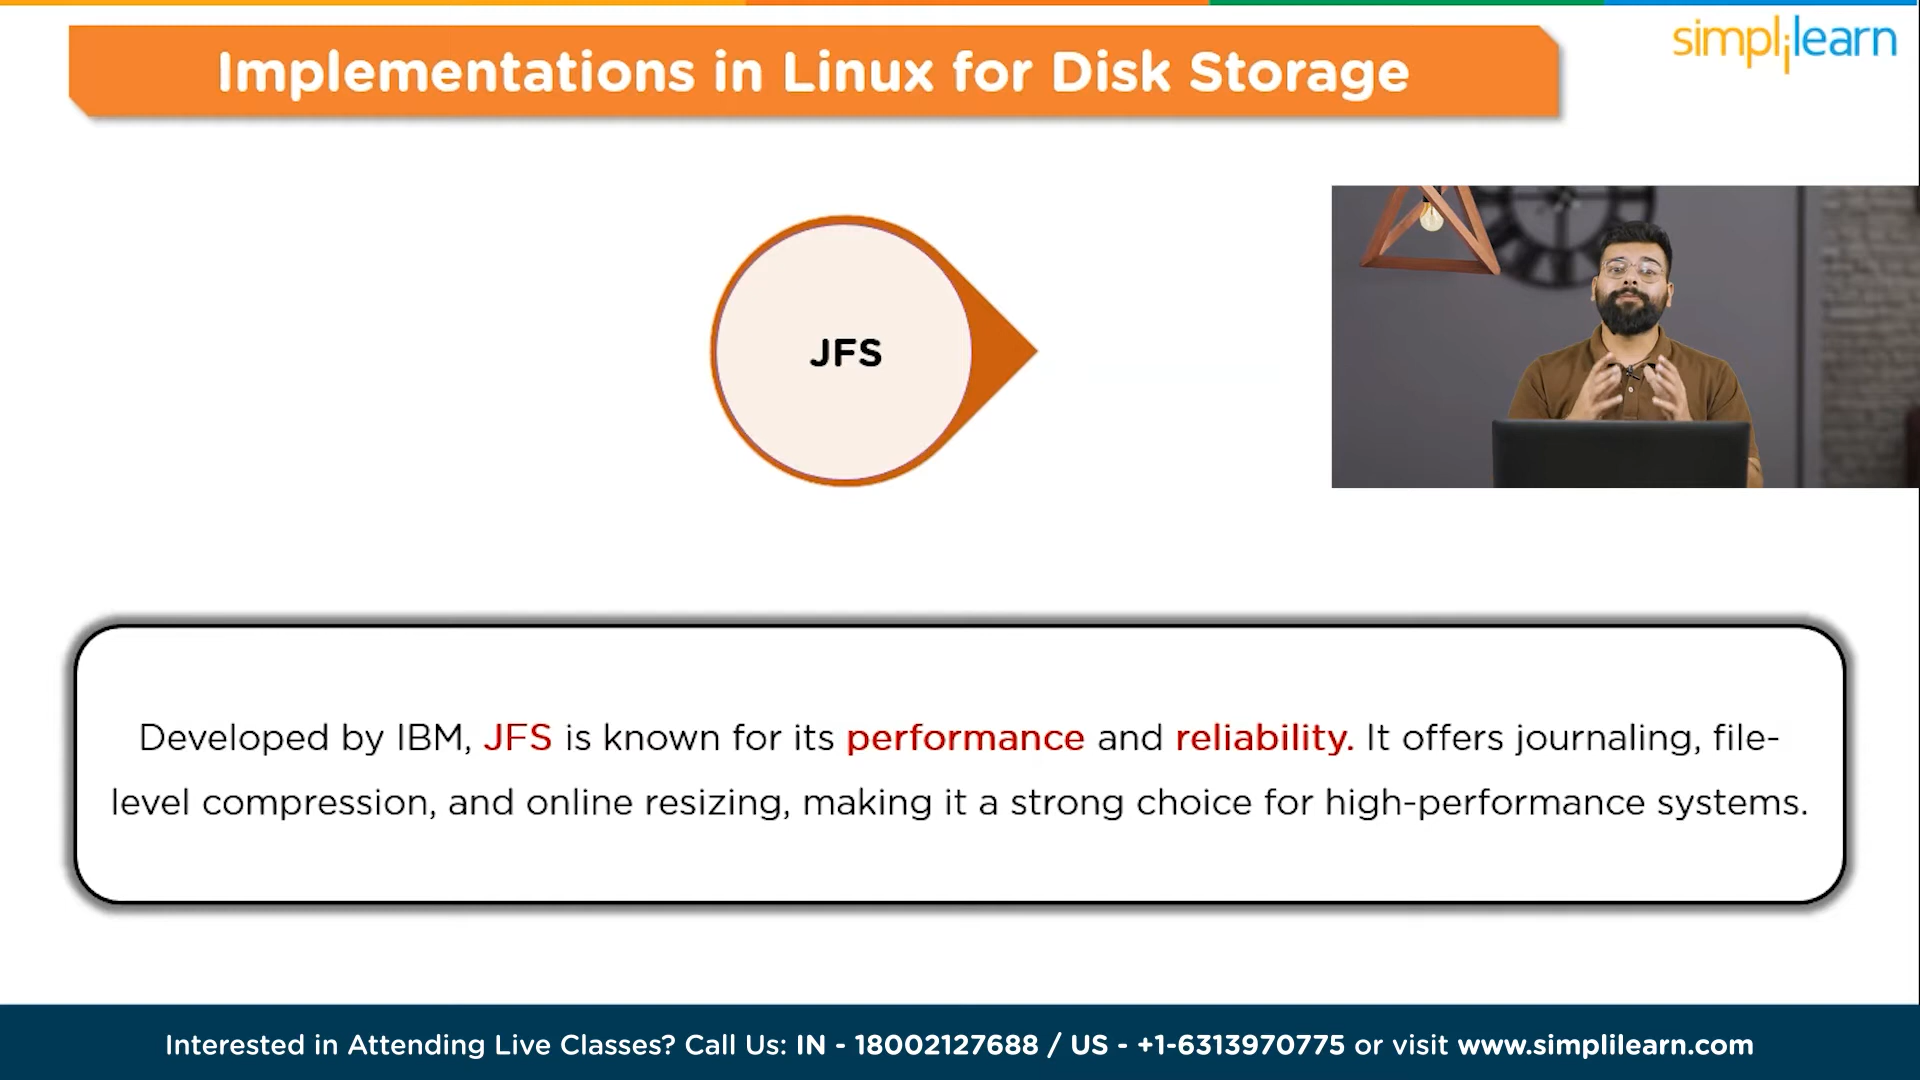 Implementations in Linux for Disk Storage
simplilearn
JFS
Developed by IBM, JFS is known for its performance and reliability. It offers journaling, file-
level compression, and online resizing, making it a strong choice for high-performance systems.
Interested in Attending Live Classes? Call Us: IN - 18002127688 / US - +1-6313970775 or visit www.simplilearn.com